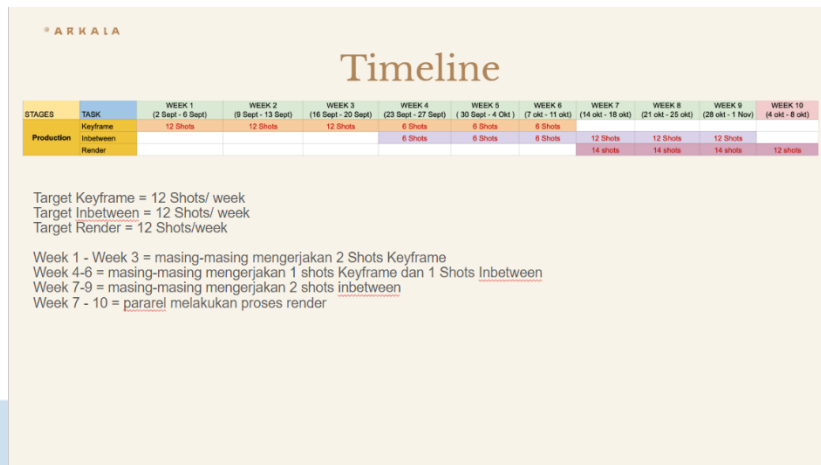 ARKALA
Timeline
STAGES TASK WEEK 1 WEEK 2 WEEK 3 WEEK 4 WEEK 5 WEEK 6 WEEK 7 WEEK 8 WEEK 9 WEEK 10
(2 Sept - 6 Sept) (9 Sept - 13 Sept) (16 Sept - 20 Sept) (23 Sept - 27 Sept) ( 30 Sept - 4 Okt ) (7 okt - 11 okt) (14 okt - 18 okt) (21 okt - 25 okt) (28 okt - 1 Nov) (4 okt - 8 okt)
Production
Keyframe 12 Shots 12 Shots 12 Shots 6 Shots 6 Shots 6 Shots
Inbetween 6 Shots 6 Shots 6 Shots 12 Shots 12 Shots 12 Shots
Render 14 shots 14 shots 14 shots 12 shots
Target Keyframe = 12 Shots/ week
Target Inbetween = 12 Shots/ week
Target Render = 12 Shots/week
Week 1 - Week 3 = masing-masing mengerjakan 2 Shots Keyframe
Week 4-6 = masing-masing mengerjakan 1 shots Keyframe dan 1 Shots Inbetween
Week 7-9 = masing-masing mengerjakan 2 shots inbetween
Week 7 - 10 = pararel melakukan proses render